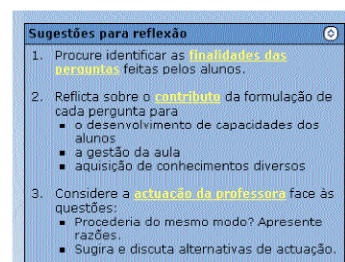 Sugestões para reflexão
1. Procure identificar as finalidades das
perguntas feitas pelos alunos.
2. Reflicta sobre o contributo da formulação de
cada pergunta para
▪ o desenvolvimento de capacidades dos
alunos
▪ a gestão da aula
▪ aquisição de conhecimentos diversos
3. Considere a actuação da professora face às
questões:
▪ Procederia do mesmo modo? Apresente
razões.
▪ Sugira e discuta alternativas de actuação.